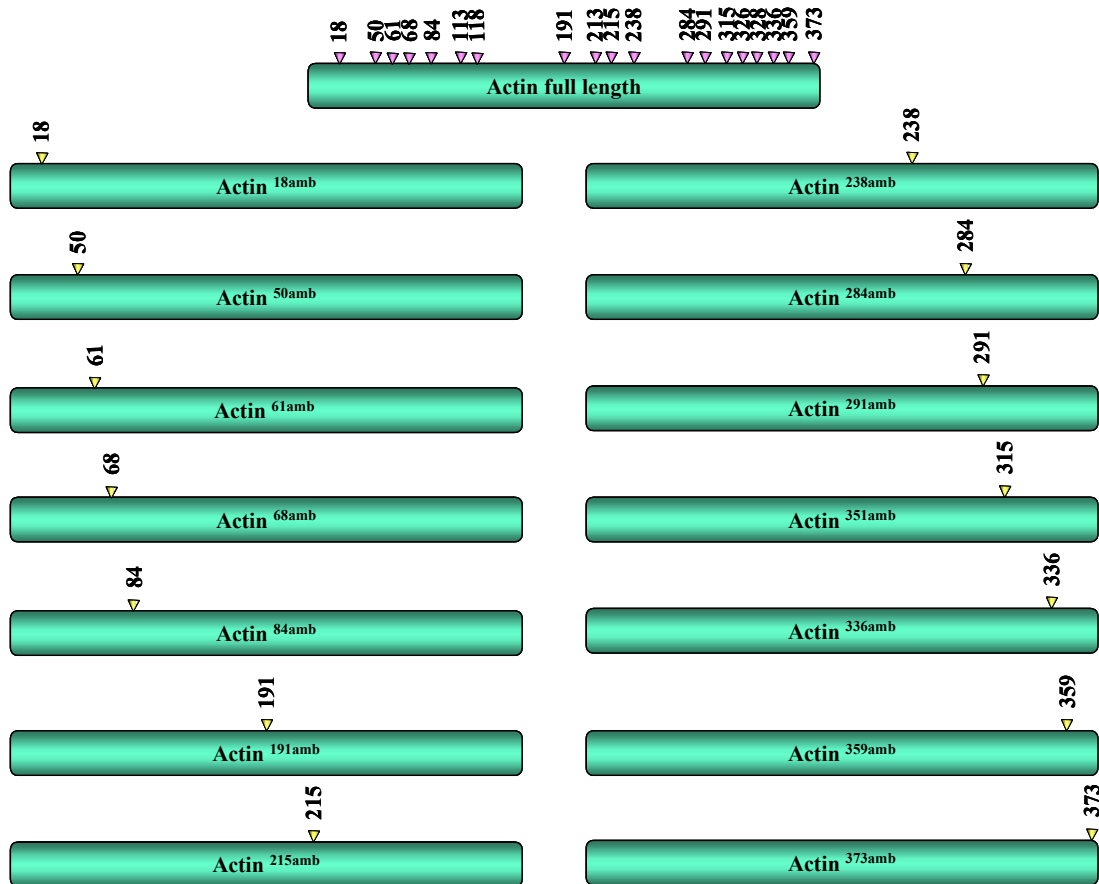 18 50 61 68 84 113 118 191 213 215 238 284 291 315 326 328 336 359 373
Actin full length
18
Actin 18amb
50
Actin 50amb
61
Actin 61amb
68
Actin 68amb
84
Actin 84amb
191
Actin 191amb
215
Actin 215amb
238
Actin 238amb
284
Actin 284amb
291
Actin 291amb
315
Actin 351amb
336
Actin 336amb
359
Actin 359amb
373
Actin 373amb